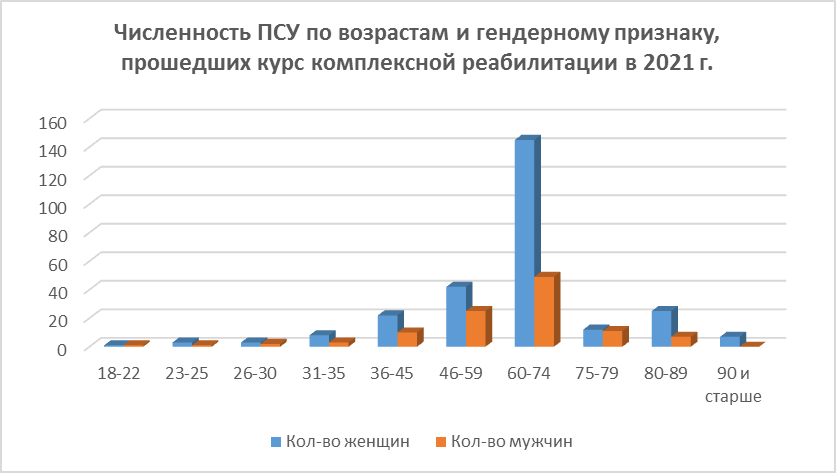 Численность ПСУ по возрастам и гендерному признаку,
прошедших курс комплексной реабилитации в 2021 г.
160
140
120
100
80
60
40
20
0
18-22 23-25 26-30 31-35 36-45 46-59 60-74 75-79 80-89 90 и
старше
Кол-во женщин Кол-во мужчин